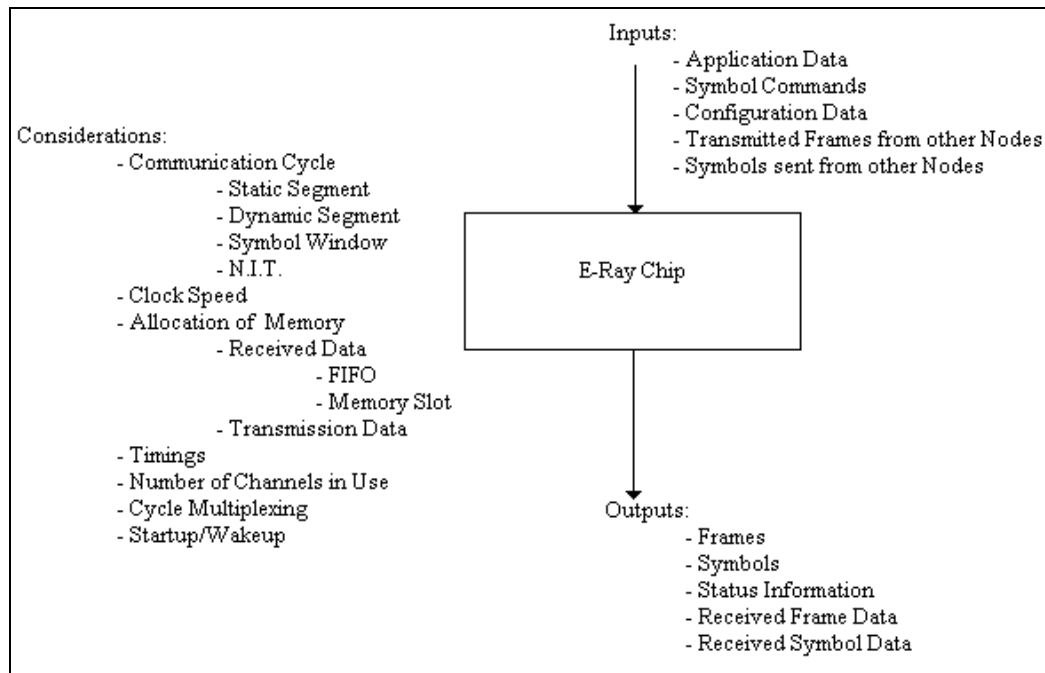 Inputs:
- Application Data
- Symbol Commands
- Configuration Data
- Transmitted Frames from other Nodes
- Symbols sent from other Nodes
Considerations:
- Communication Cycle
- Static Segment
- Dynamic Segment
- Symbol Window
- N.I.T.
- Clock Speed
- Allocation of Memory
- Received Data
- FIFO
- Memory Slot
- Transmission Data
- Timings
- Number of Channels in Use
- Cycle Multiplexing
- Startup/Wakeup
E-Ray Chip
Outputs:
- Frames
- Symbols
- Status Information
- Received Frame Data
- Received Symbol Data